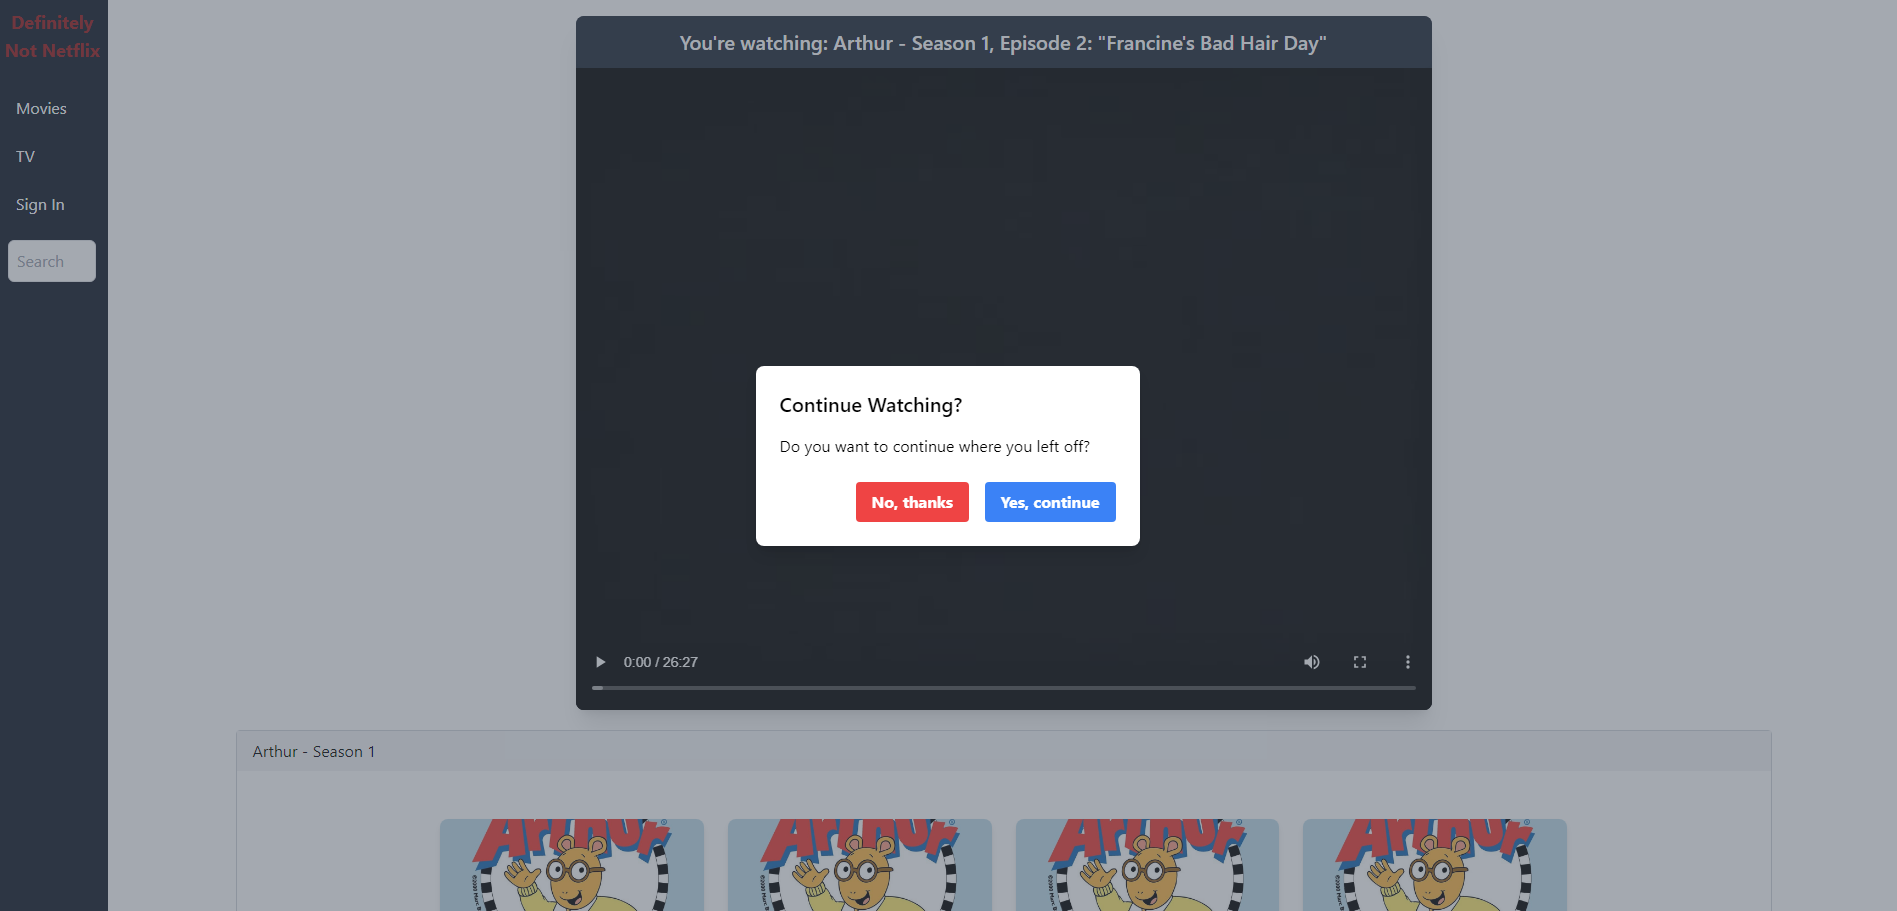 Definitely
Not Netflix
Movies
TV
Sign In
Search
You're watching: Arthur - Season 1, Episode 2: "Francine's Bad Hair Day"
Continue Watching?
Do you want to continue where you left off?
No, thanks
Yes, continue
0:00 / 26:27
Arthur - Season 1
Arthur
Arthur
Arthur
Arthur